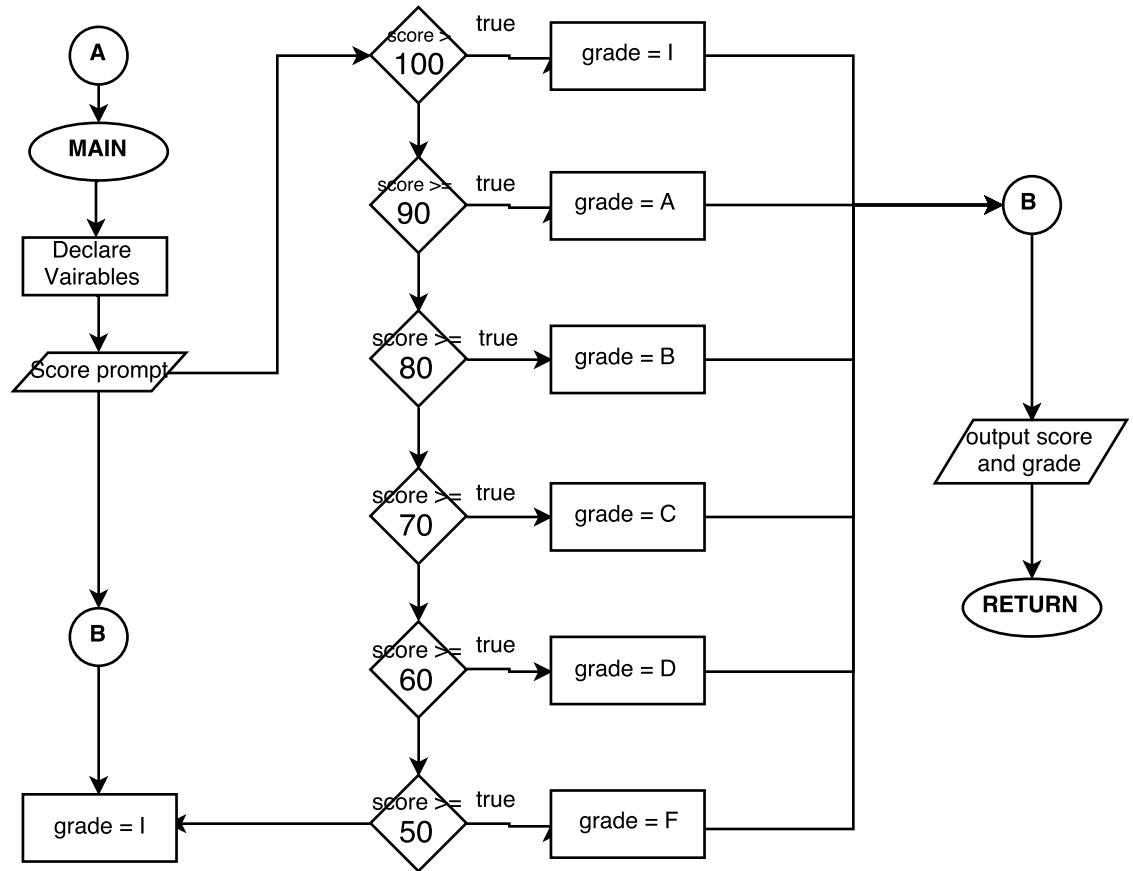 A
MAIN
Declare
Vairables
Score prompt
B
grade = I
score >
100
true
grade = I
score >=
90
true
grade = A
score >=
80
true
grade = B
score >=
70
true
grade = C
score >=
60
true
grade = D
score >=
50
true
grade = F
B
output score
and grade
RETURN